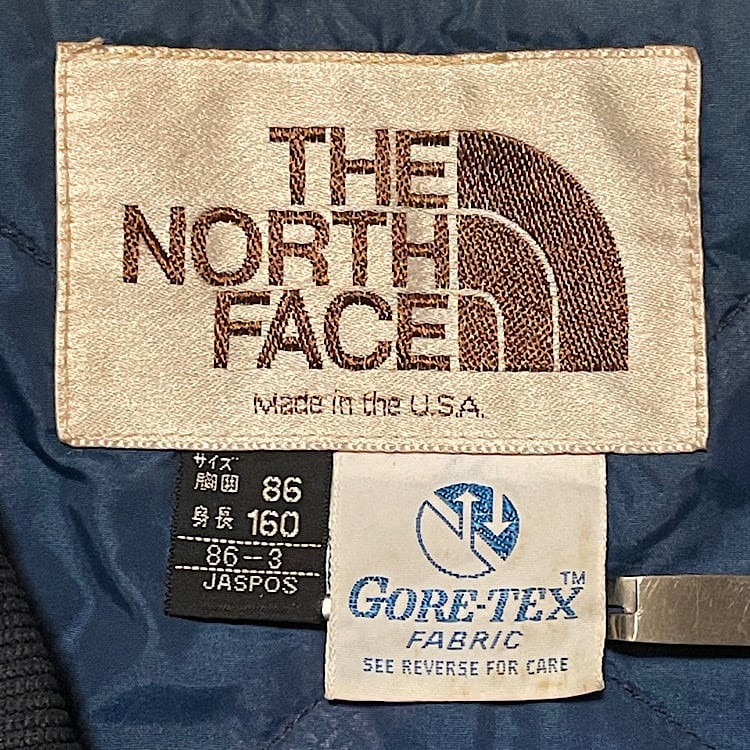 THE
NORTH
FACE
Made in the U.S.A.
サイズ
胸囲 86
身長 160
86-3
JASPOS
GORE-TEX™
FABRIC
SEE REVERSE FOR CARE